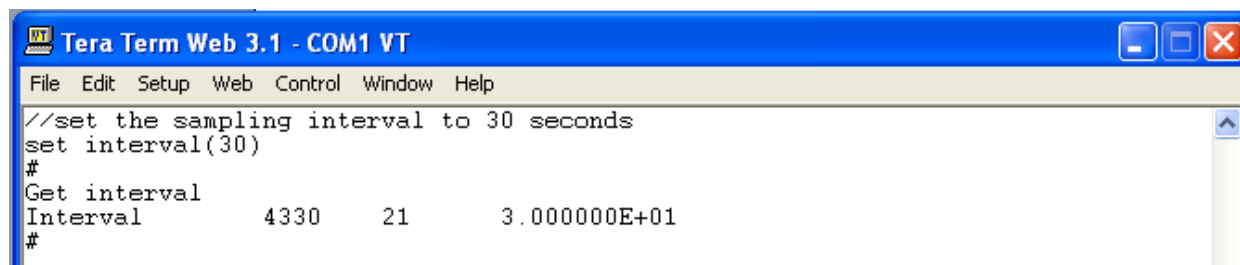 Tera Term Web 3.1 - COM1 VT
File Edit Setup Web Control Window Help
//set the sampling interval to 30 seconds
set interval(30)
#
Get interval
Interval 4330 21 3.000000E+01
#